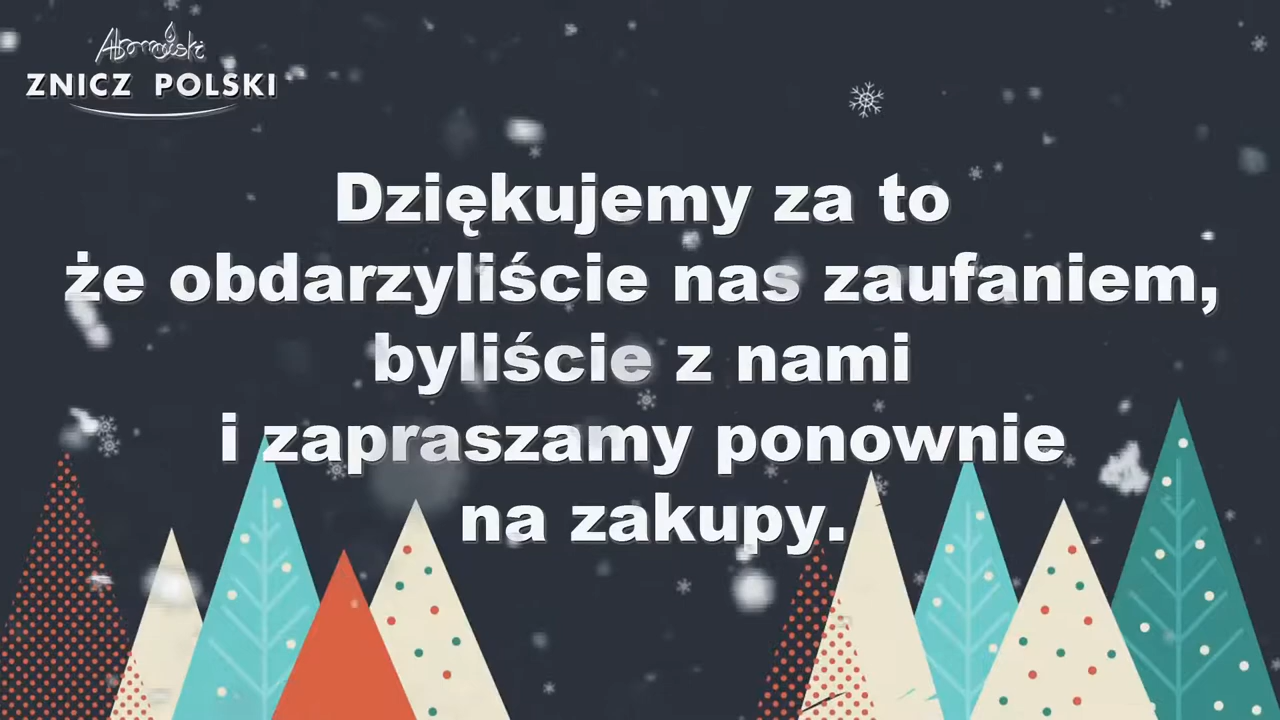 ZNICZ POLSKI
Dziękujemy za to
że obdarzyliście nas zaufaniem,
byliście z nami
i zapraszamy ponownie
na zakupy.